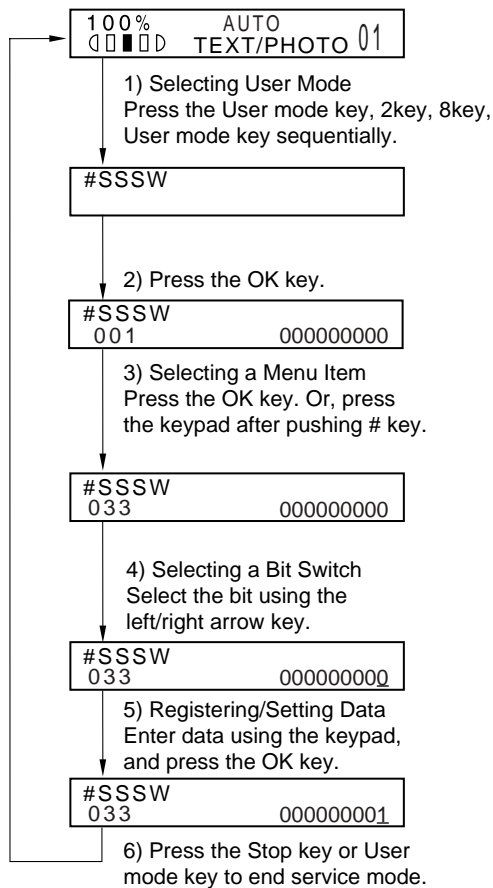 100% AUTO
TEXT/PHOTO 01
1) Selecting User Mode
Press the User mode key, 2key, 8key,
User mode key sequentially.
#SSSW
2) Press the OK key.
#SSSW
001 000000000
3) Selecting a Menu Item
Press the OK key. Or, press
the keypad after pushing # key.
#SSSW
033 000000000
4) Selecting a Bit Switch
Select the bit using the
left/right arrow key.
#SSSW
033 000000000
5) Registering/Setting Data
Enter data using the keypad,
and press the OK key.
#SSSW
033 000000001
6) Press the Stop key or User
mode key to end service mode.